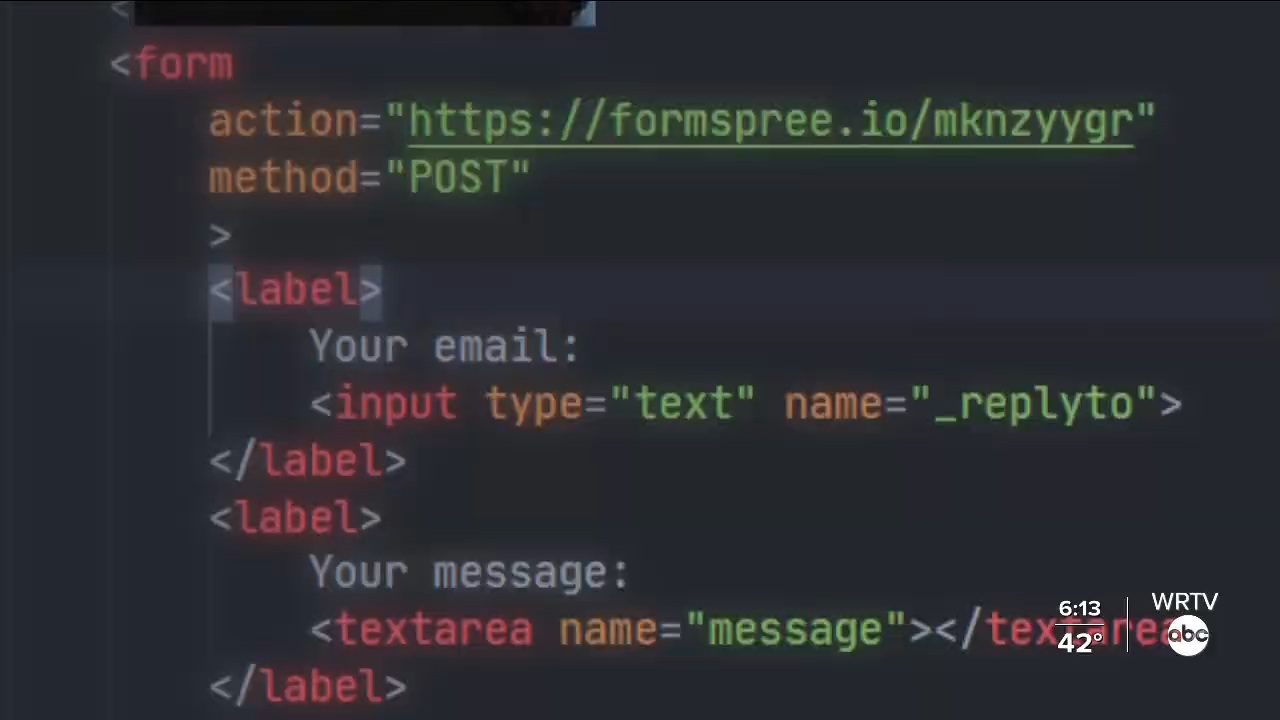 <
<form
action="https://formspree.io/mknzyygr"
method="POST"
>
<label>
Your email:
<input type="text" name="_replyto">
</label>
<label>
Your message:
<textarea name="message"></textarea
</label>
6:13
42°
WRTV
abc